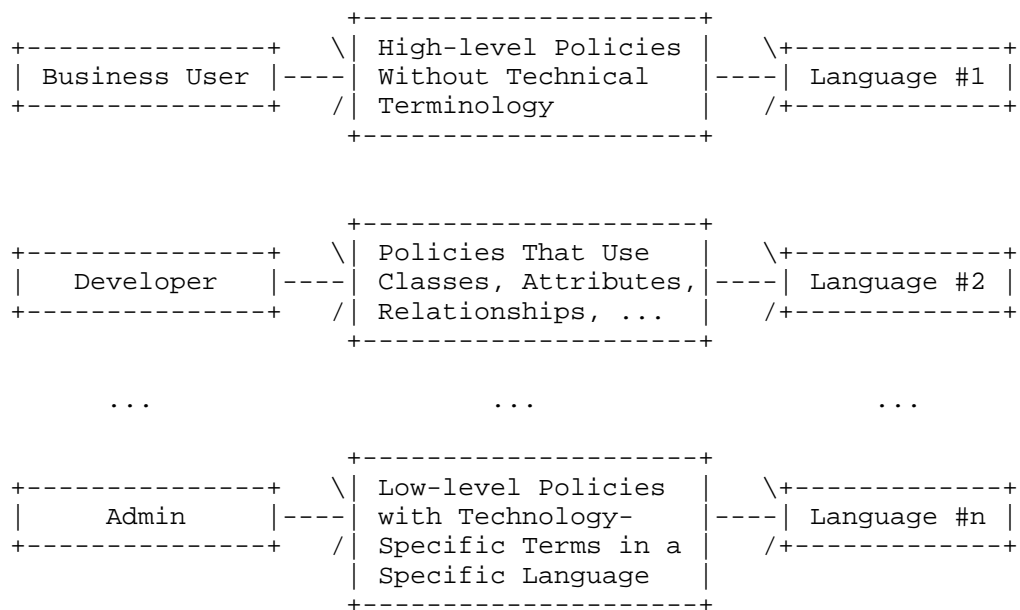 High-level Policies
Business User Without Technical Language #1
Terminology
Policies That Use
Developer Classes, Attributes, Language #2
Relationships, ...
... ... ...
Low-level Policies
Admin with Technology- Language #n
Specific Terms in a
Specific Language